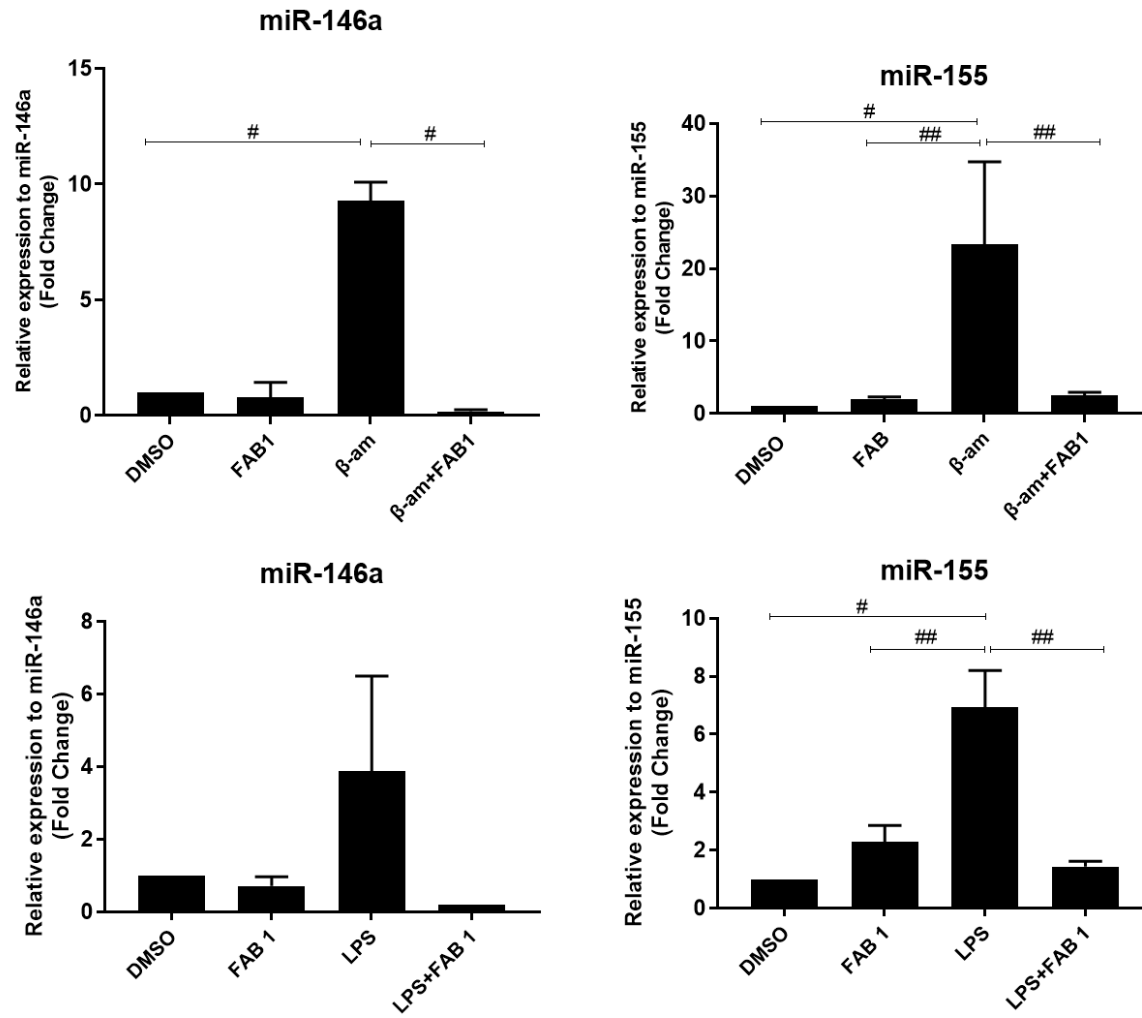 miR-146a
Relative expression to miR-146a
(Fold Change)
15
10
5
0
#
#
DMSO
FAB1
β-am
β-am+FAB1
miR-155
Relative expression to miR-155
(Fold Change)
40
30
20
10
0
#
##
##
DMSO
FAB
β-am
β-am+FAB1
miR-146a
Relative expression to miR-146a
(Fold Change)
8
6
4
2
0
DMSO
FAB 1
LPS
LPS+FAB 1
miR-155
Relative expression to miR-155
(Fold Change)
10
8
6
4
2
0
#
##
##
DMSO
FAB 1
LPS
LPS+FAB 1